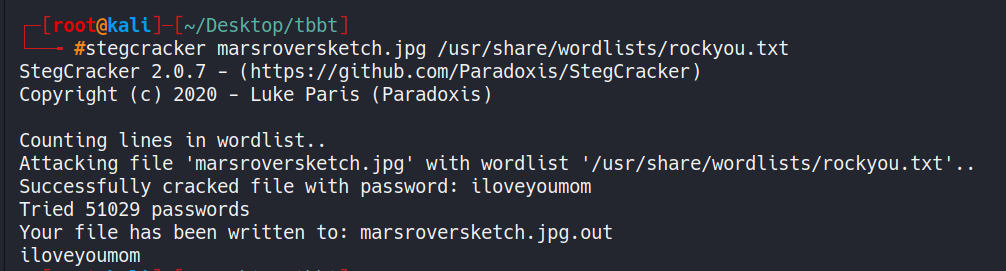 [root@kali]-[~/Desktop/tbbt]
#stegcracker marsroversketch.jpg /usr/share/wordlists/rockyou.txt
StegCracker 2.0.7 - (https://github.com/Paradoxis/StegCracker)
Copyright (c) 2020 - Luke Paris (Paradoxis)
Counting lines in wordlist..
Attacking file 'marsroversketch.jpg' with wordlist '/usr/share/wordlists/rockyou.txt'..
Successfully cracked file with password: iloveyoumom
Tried 51029 passwords
Your file has been written to: marsroversketch.jpg.out
iloveyoumom